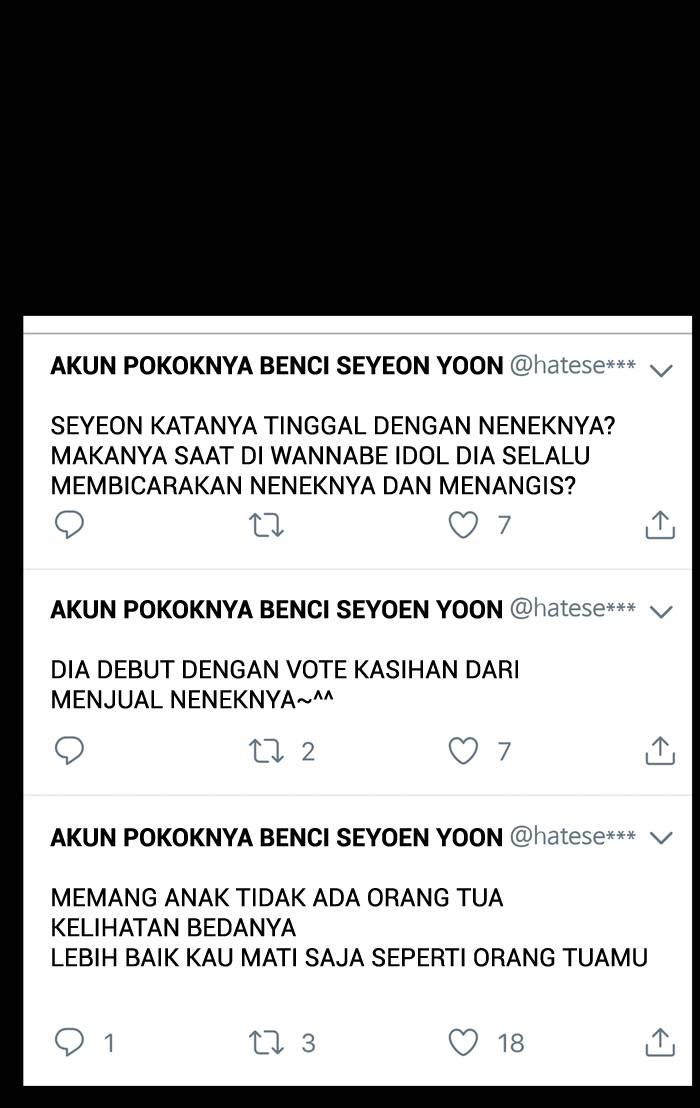 AKUN POKOKNYA BENCI SEYEON YOON @hatese***
SEYEON KATANYA TINGGAL DENGAN NENEKNYA?
MAKANYA SAAT DI WANNABE IDOL DIA SELALU
MEMBICARAKAN NENEKNYA DAN MENANGIS?
7
AKUN POKOKNYA BENCI SEYOEN YOON @hatese***
DIA DEBUT DENGAN VOTE KASIHAN DARI
MENJUAL NENEKNYA~^^
2 7
AKUN POKOKNYA BENCI SEYOEN YOON @hatese***
MEMANG ANAK TIDAK ADA ORANG TUA
KELIHATAN BEDANYA
LEBIH BAIK KAU MATI SAJA SEPERTI ORANG TUAMU
1 3 18